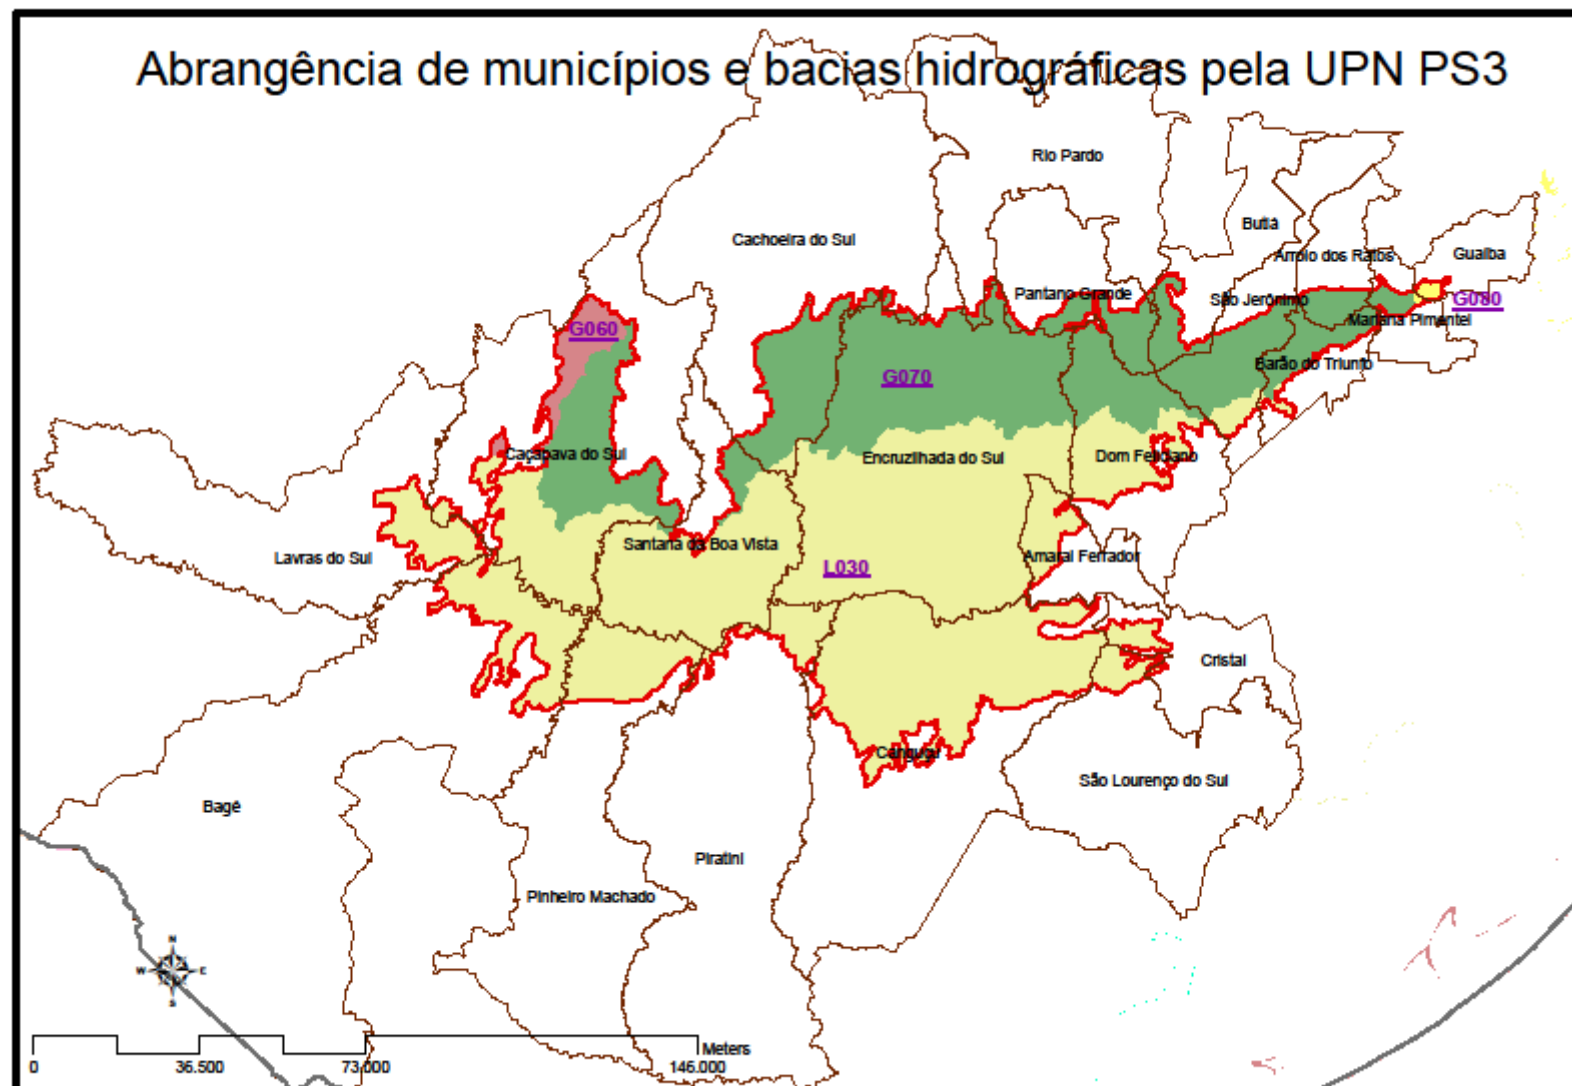 Abrangência de municípios e bacias hidrográficas pela UPN PS3
Rio Pardo
Butiá
Cachoeira do Sul
Arroio dos Ratos
Guaíba
Pantano Grande
São Jerônimo
G080
Mariana Pimentel
G060
Barão do Triunfo
G070
Caçapava do Sul
Encruzilhada do Sul
Dom Feliciano
Santana da Boa Vista
Lavras do Sul
Amaral Ferrador
L030
Cristal
Canguçu
São Lourenço do Sul
Bagé
Piratini
Pinheiro Machado
N
W E
S
Meters
0 36.500 73.000 146.000